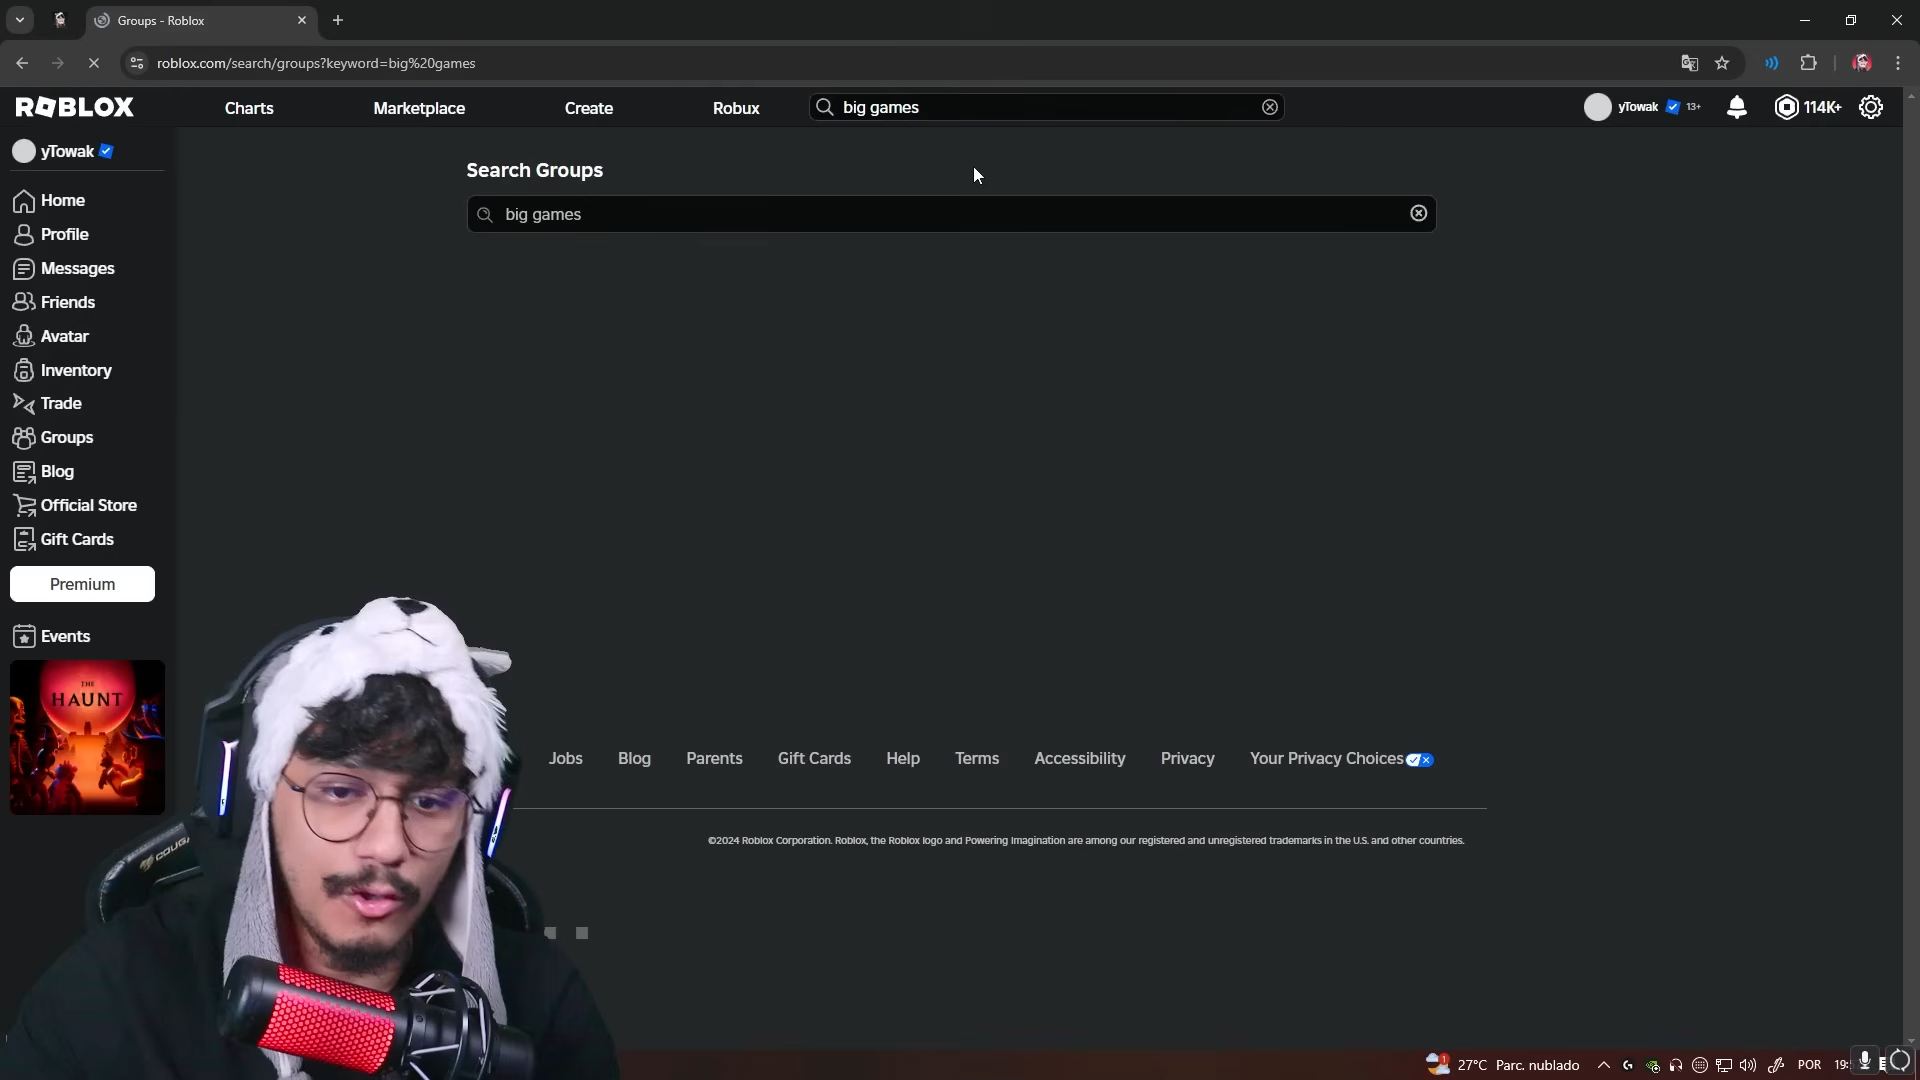 Groups - Roblox
roblox.com/search/groups?keyword=big%20games
ROBLOX
Charts
Marketplace
Create
Robux
big games
yTowak
13+
114K+
yTowak
Search Groups
big games
Home
Profile
Messages
Friends
Avatar
Inventory
Trade
Groups
Blog
Official Store
Gift Cards
Premium
Events
THE
HAUNT
Jobs
Blog
Parents
Gift Cards
Help
Terms
Accessibility
Privacy
Your Privacy Choices
©2024 Roblox Corporation. Roblox, the Roblox logo and Powering Imagination are among our registered and unregistered trademarks in the U.S. and other countries.
COUGA
1
27°C Parc. nublado
POR
19: